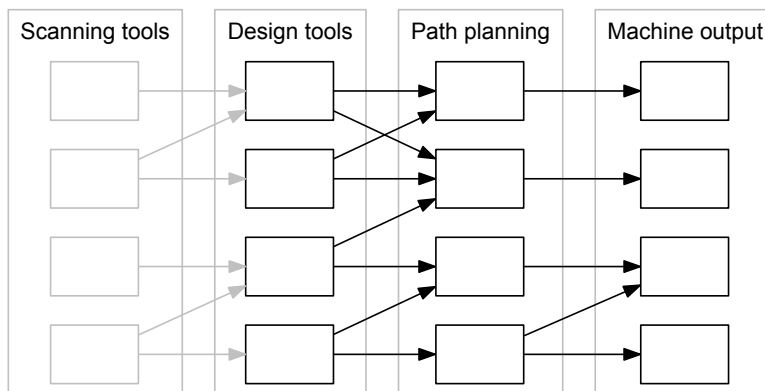 Scanning tools
Design tools
Path planning
Machine output